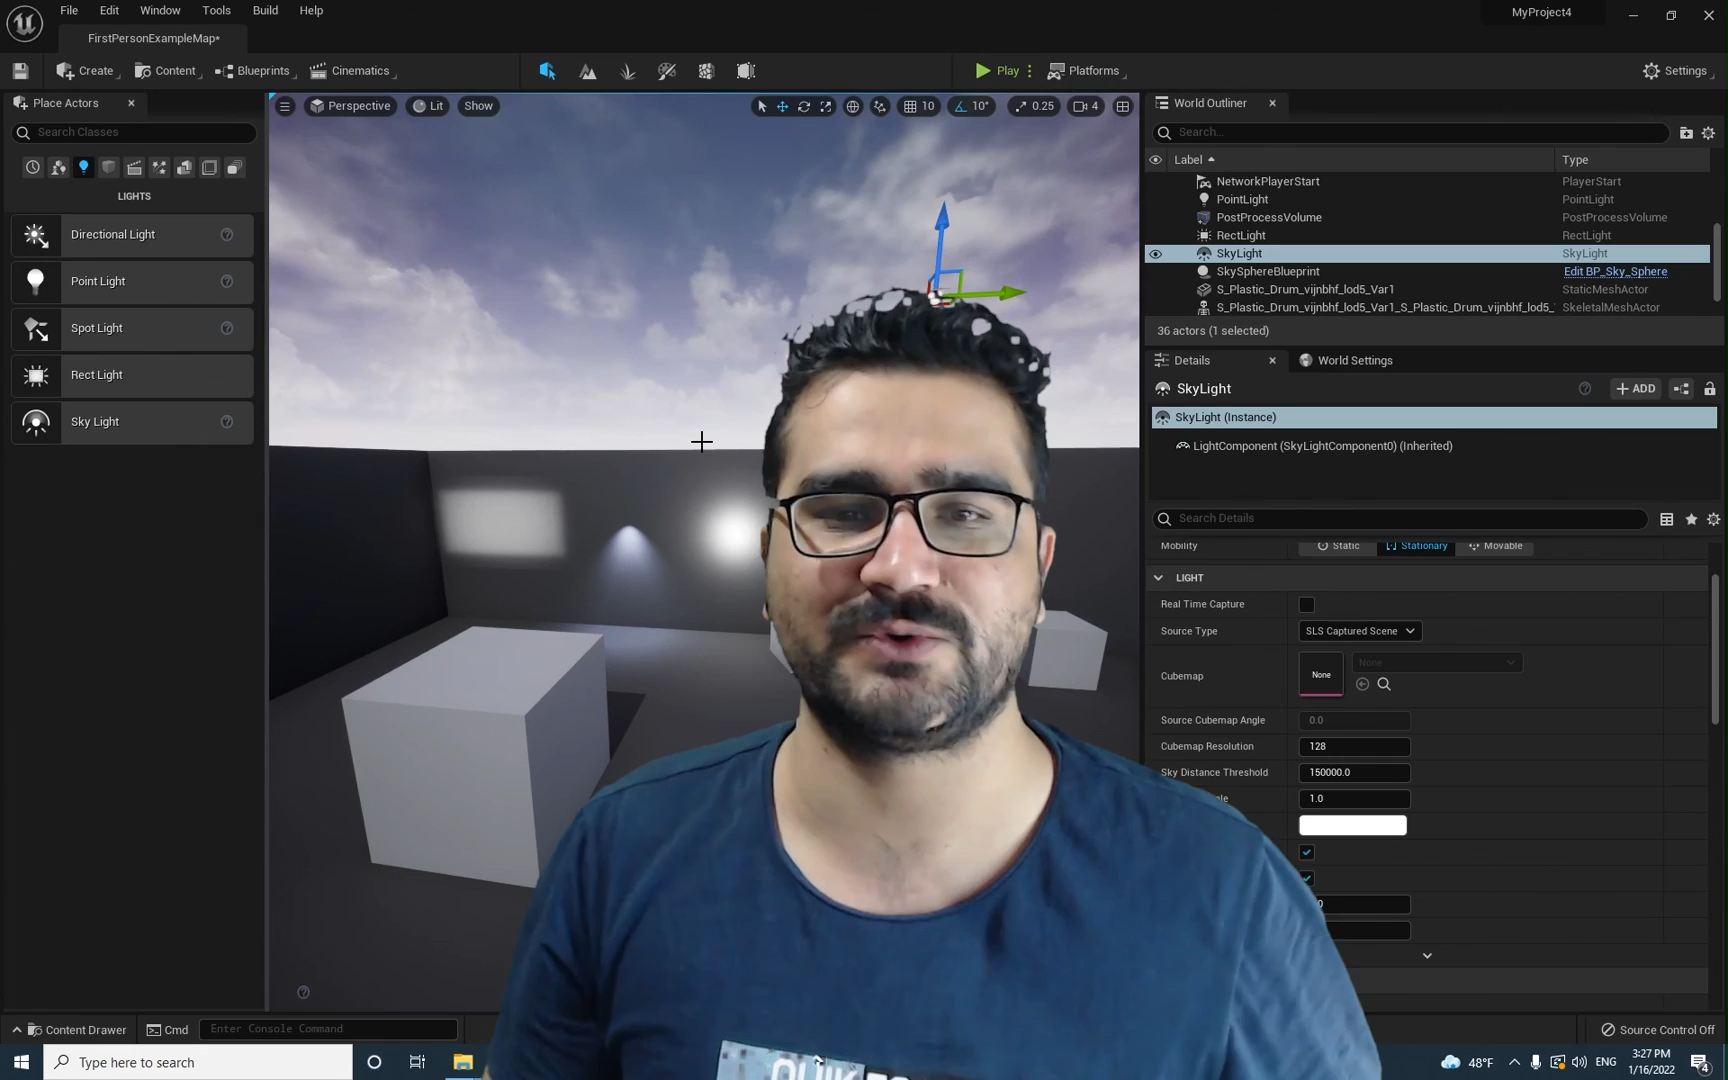 File Edit Window Tools Build Help
MyProject4
FirstPersonExampleMap*
Create Content Blueprints Cinematics
Play Platforms Settings
Place Actors
Search Classes
LIGHTS
Directional Light
Point Light
Spot Light
Rect Light
Sky Light
Perspective Lit Show
10 10° 0.25 4
World Outliner
Search...
Label Type
NetworkPlayerStart PlayerStart
PointLight PointLight
PostProcessVolume PostProcessVolume
RectLight RectLight
SkyLight SkyLight
SkySphereBlueprint Edit BP_Sky_Sphere
S_Plastic_Drum_vijnbhf_lod5_Var1 StaticMeshActor
S_Plastic_Drum_vijnbhf_lod5_Var1_S_Plastic_Drum_vijnbhf_lod5_ SkeletalMeshActor
36 actors (1 selected)
Details World Settings
SkyLight ADD
SkyLight (Instance)
LightComponent (SkyLightComponent0) (Inherited)
Search Details
Mobility Static Stationary Movable
LIGHT
Real Time Capture
Source Type SLS Captured Scene
Cubemap None None
Source Cubemap Angle 0.0
Cubemap Resolution 128
Sky Distance Threshold 150000.0
1.0
Content Drawer Cmd Enter Console Command
Source Control Off
Type here to search
48°F ENG 3:27 PM
1/16/2022
4